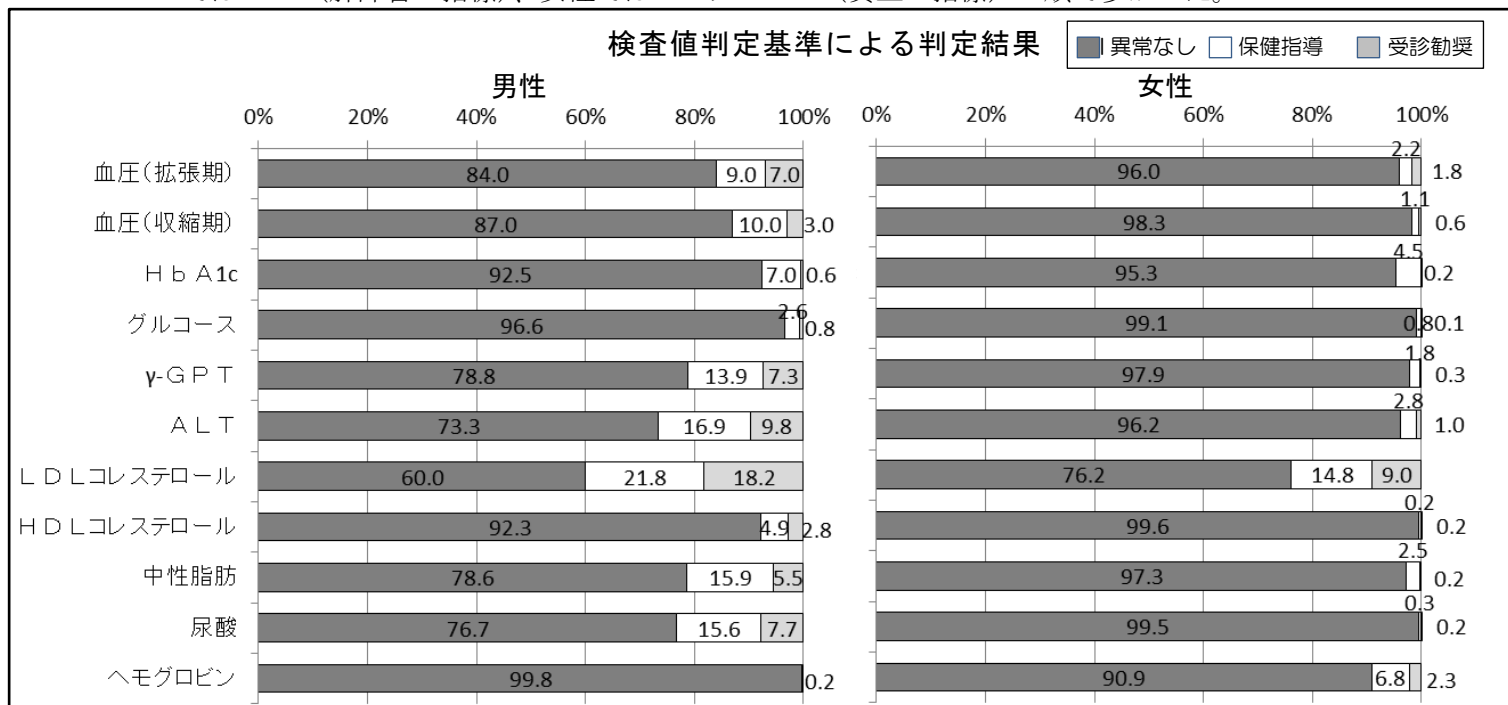 検査値判定基準による判定結果
異常なし 保健指導 受診勧奨
男性 女性
0% 20% 40% 60% 80% 100% 0% 20% 40% 60% 80% 100%
血圧(拡張期) 84.0 9.0 7.0 96.0 2.2 1.8
血圧(収縮期) 87.0 10.0 3.0 98.3 1.1 0.6
ＨｂＡ1c 92.5 7.0 0.6 95.3 4.5 0.2
グルコース 96.6 2.6 0.8 99.1 0.8 0.1
γ-ＧＰＴ 78.8 13.9 7.3 97.9 1.8 0.3
ＡＬＴ 73.3 16.9 9.8 96.2 2.8 1.0
ＬＤＬコレステロール 60.0 21.8 18.2 76.2 14.8 9.0
ＨＤＬコレステロール 92.3 4.9 2.8 99.6 0.2 0.2
中性脂肪 78.6 15.9 5.5 97.3 2.5 0.2
尿酸 76.7 15.6 7.7 99.5 0.3 0.2
ヘモグロビン 99.8 0.2 90.9 6.8 2.3